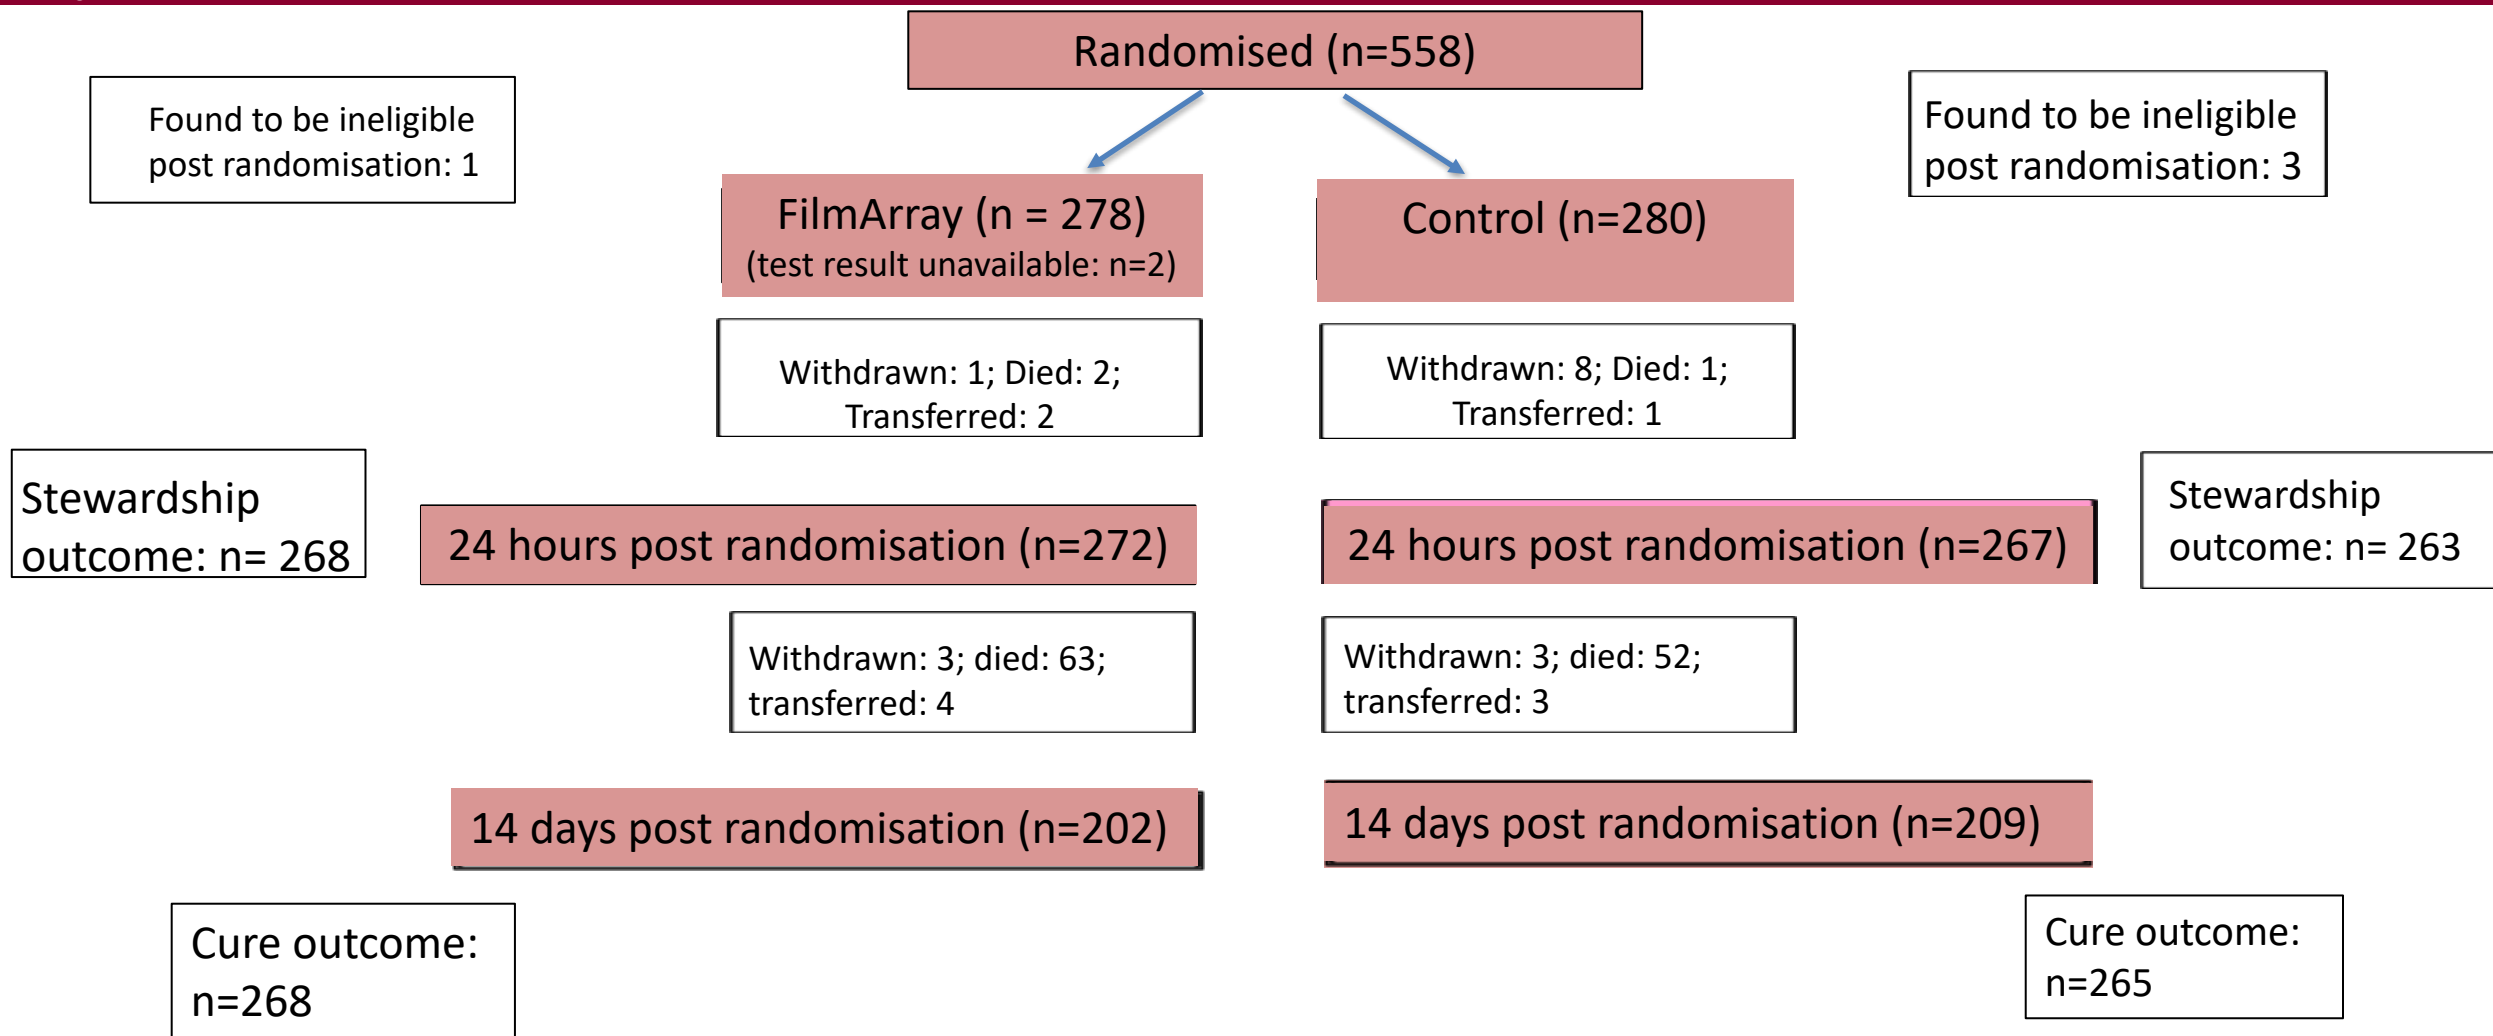 Randomised (n=558)
Found to be ineligible
post randomisation: 1
Found to be ineligible
post randomisation: 3
FilmArray (n = 278)
(test result unavailable: n=2)
Control (n=280)
Withdrawn: 1; Died: 2;
Transferred: 2
Withdrawn: 8; Died: 1;
Transferred: 1
Stewardship
outcome: n= 268
24 hours post randomisation (n=272)
24 hours post randomisation (n=267)
Stewardship
outcome: n= 263
Withdrawn: 3; died: 63;
transferred: 4
Withdrawn: 3; died: 52;
transferred: 3
14 days post randomisation (n=202)
14 days post randomisation (n=209)
Cure outcome:
n=268
Cure outcome:
n=265